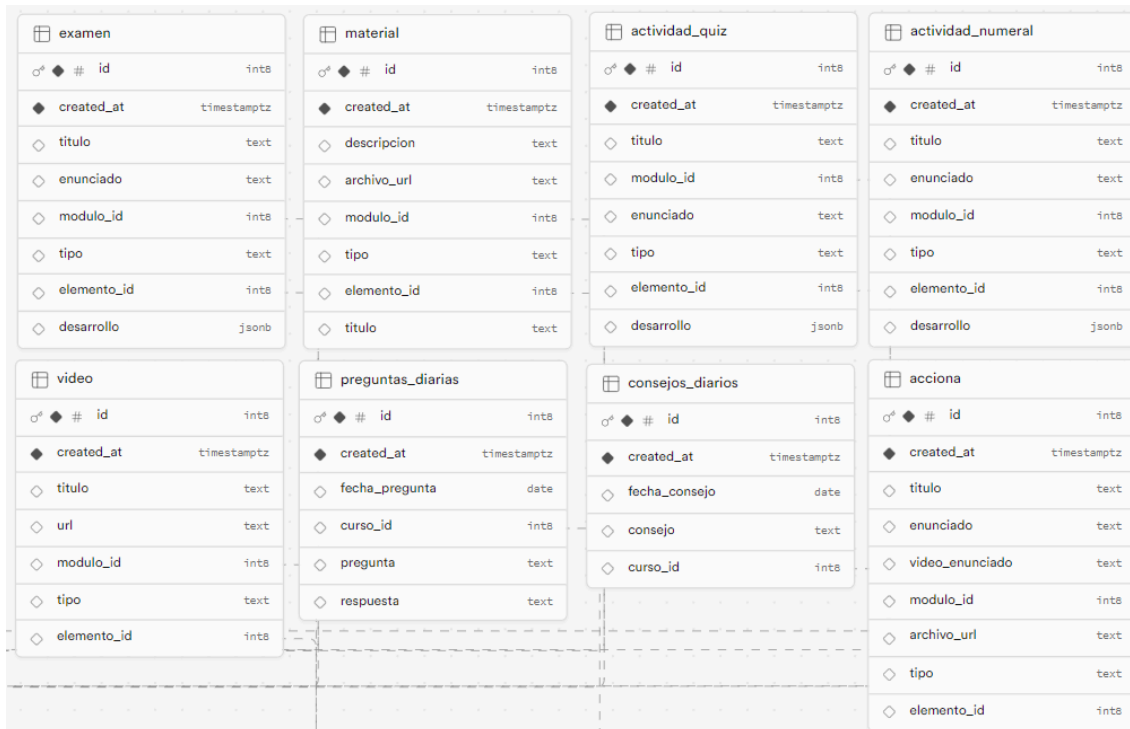 examen
# id int8
created_at timestamptz
titulo text
enunciado text
modulo_id int8
tipo text
elemento_id int8
desarrollo jsonb
material
# id int8
created_at timestamptz
descripcion text
archivo_url text
modulo_id int8
tipo text
elemento_id int8
titulo text
actividad_quiz
# id int8
created_at timestamptz
titulo text
modulo_id int8
enunciado text
tipo text
elemento_id int8
desarrollo jsonb
actividad_numeral
# id int8
created_at timestamptz
titulo text
enunciado text
modulo_id int8
tipo text
elemento_id int8
desarrollo jsonb
video
# id int8
created_at timestamptz
titulo text
url text
modulo_id int8
tipo text
elemento_id int8
preguntas_diarias
# id int8
created_at timestamptz
fecha_pregunta date
curso_id int8
pregunta text
respuesta text
consejos_diarios
# id int8
created_at timestamptz
fecha_consejo date
consejo text
curso_id int8
acciona
# id int8
created_at timestamptz
titulo text
enunciado text
video_enunciado text
modulo_id int8
archivo_url text
tipo text
elemento_id int8